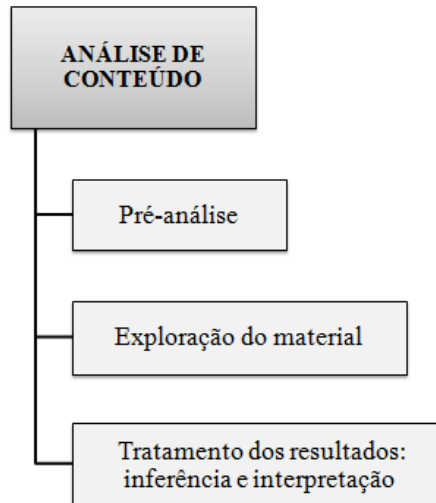 ANÁLISE DE
CONTEÚDO
Pré-análise
Exploração do material
Tratamento dos resultados:
inferência e interpretação